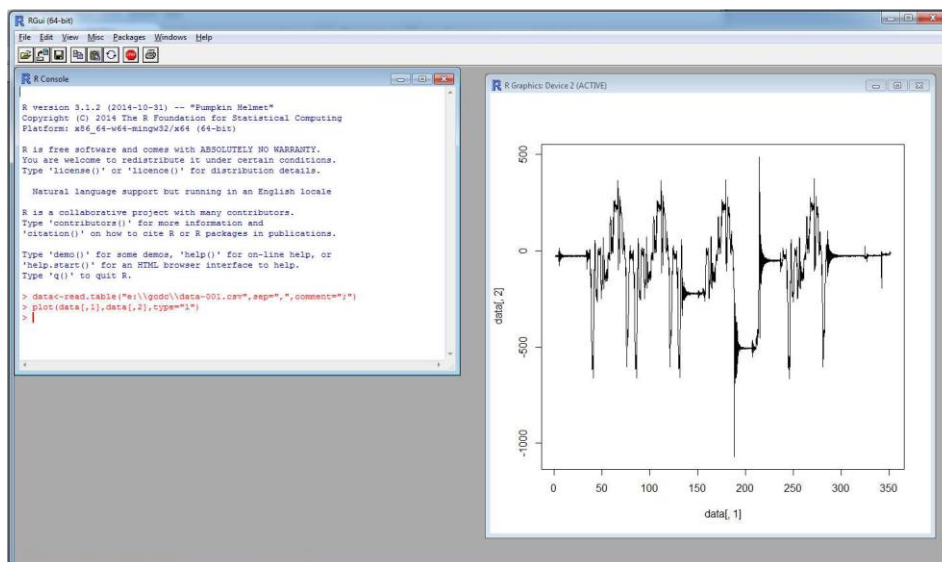 RGui (64-bit)
File Edit View Misc Packages Windows Help
R Console
R version 3.1.2 (2014-10-31) -- "Pumpkin Helmet"
Copyright (C) 2014 The R Foundation for Statistical Computing
Platform: x86_64-w64-mingw32/x64 (64-bit)
R is free software and comes with ABSOLUTELY NO WARRANTY.
You are welcome to redistribute it under certain conditions.
Type 'license()' or 'licence()' for distribution details.
Natural language support but running in an English locale
R is a collaborative project with many contributors.
Type 'contributors()' for more information and
'citation()' on how to cite R or R packages in publications.
Type 'demo()' for some demos, 'help()' for on-line help, or
'help.start()' for an HTML browser interface to help.
Type 'q()' to quit R.
> data<-read.table("e:\\godc\\data-001.csv",sep=",",comment=";")
> plot(data[,1],data[,2],type="l")
>
R Graphics: Device 2 (ACTIVE)
500
0
-500
-1000
data[, 2]
0 50 100 150 200 250 300 350
data[, 1]